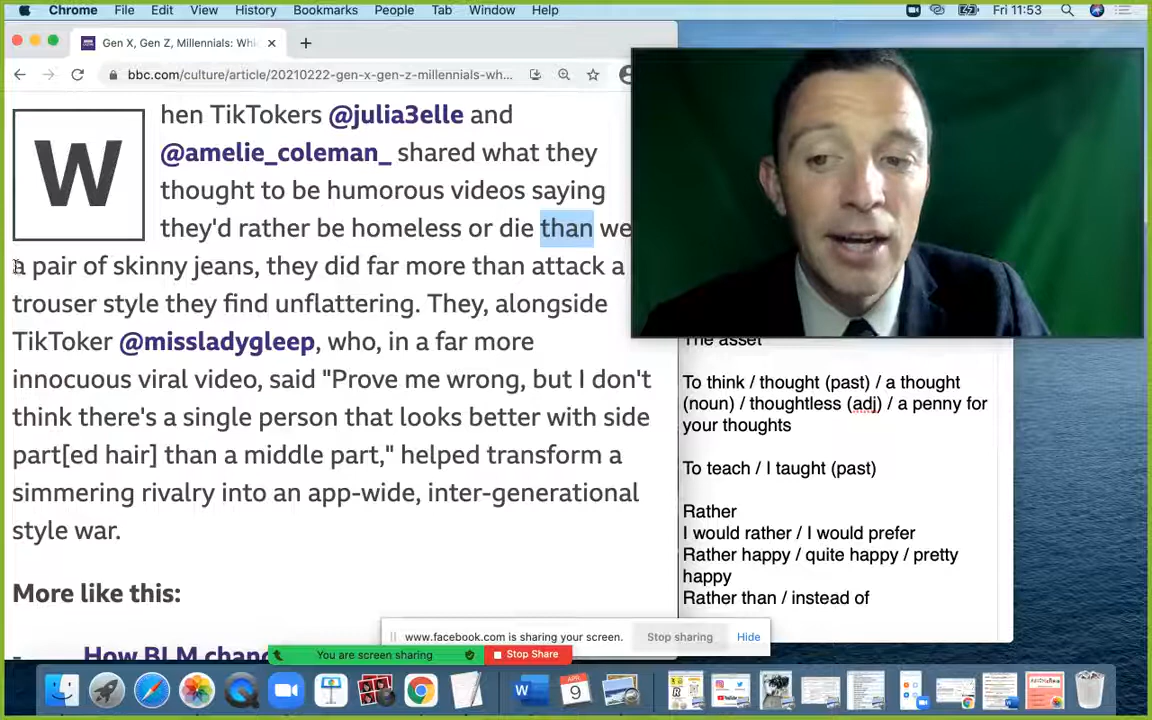 Chrome File Edit View History Bookmarks People Tab Window Help Fri 11:53
Gen X, Gen Z, Millennials: Whi
bbc.com/culture/article/20210222-gen-x-gen-z-millennials-wh...
When TikTokers @julia3elle and
@amelie_coleman_ shared what they
thought to be humorous videos saying
they'd rather be homeless or die than we
a pair of skinny jeans, they did far more than attack a
trouser style they find unflattering. They, alongside
TikToker @missladygleep, who, in a far more
innocuous viral video, said "Prove me wrong, but I don't
think there's a single person that looks better with side
part[ed hair] than a middle part," helped transform a
simmering rivalry into an app-wide, inter-generational
style war.
More like this:
- How BLM chang
The asset
To think / thought (past) / a thought
(noun) / thoughtless (adj) / a penny for
your thoughts
To teach / I taught (past)
Rather
I would rather / I would prefer
Rather happy / quite happy / pretty
happy
Rather than / instead of
www.facebook.com is sharing your screen. Stop sharing Hide
You are screen sharing Stop Share
APR
9